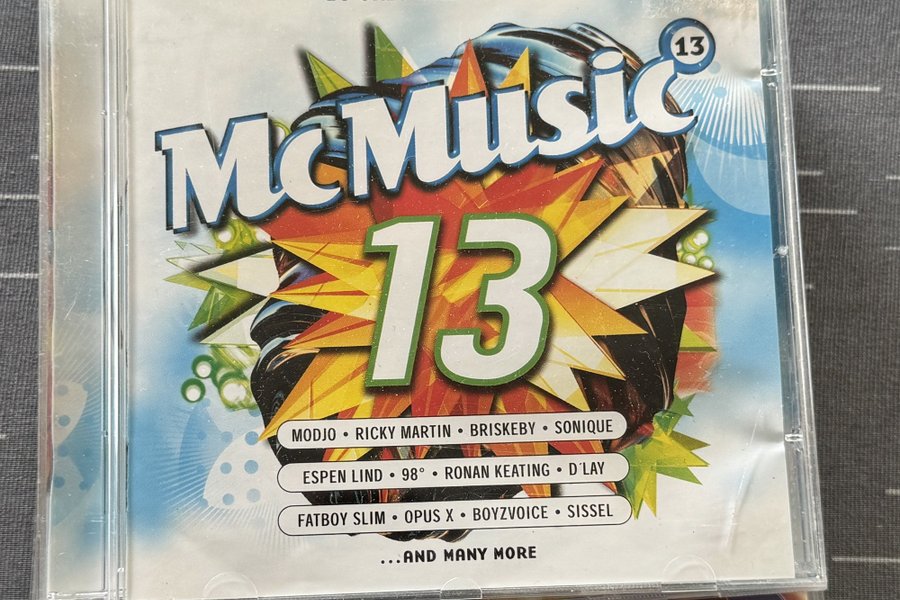 McMusic
13
13
MODJO • RICKY MARTIN • BRISKEBY • SONIQUE
ESPEN LIND • 98° • RONAN KEATING • D´LAY
FATBOY SLIM • OPUS X • BOYZVOICE • SISSEL
...AND MANY MORE